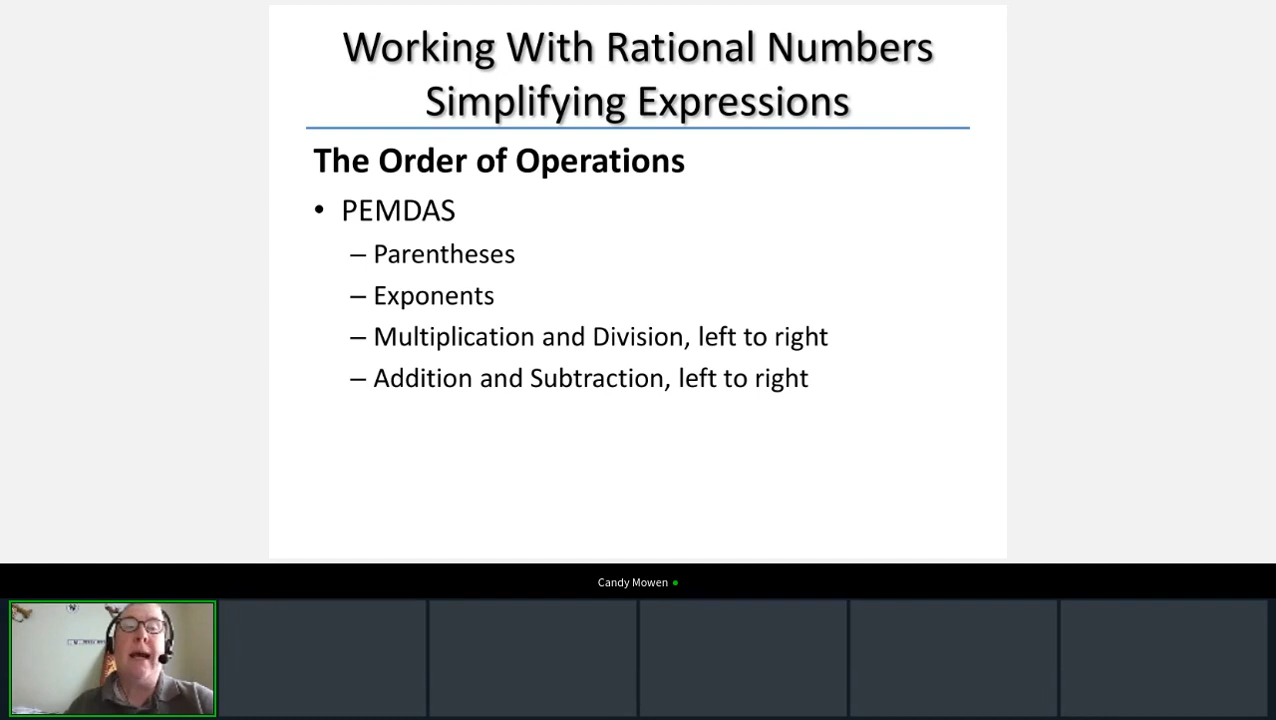 Working With Rational Numbers
Simplifying Expressions
The Order of Operations
• PEMDAS
– Parentheses
– Exponents
– Multiplication and Division, left to right
– Addition and Subtraction, left to right
Candy Mowen